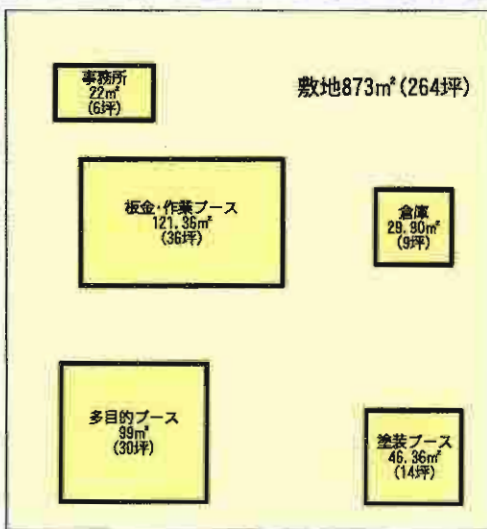 事務所
22㎡
(6坪)
敷地873㎡(264坪)
板金・作業ブース
121.36㎡
(36坪)
倉庫
29.90㎡
(9坪)
多目的ブース
99㎡
(30坪)
塗装ブース
46.36㎡
(14坪)